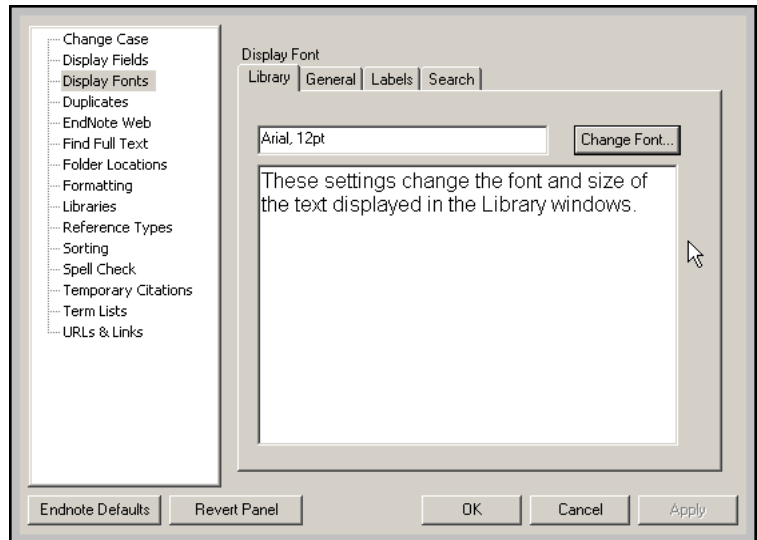 Change Case
Display Fields
Display Fonts
Duplicates
EndNote Web
Find Full Text
Folder Locations
Formatting
Libraries
Reference Types
Sorting
Spell Check
Temporary Citations
Term Lists
URLs & Links
Display Font
Library General Labels Search
Arial, 12pt
Change Font...
These settings change the font and size of
the text displayed in the Library windows.
Endnote Defaults Revert Panel OK Cancel Apply